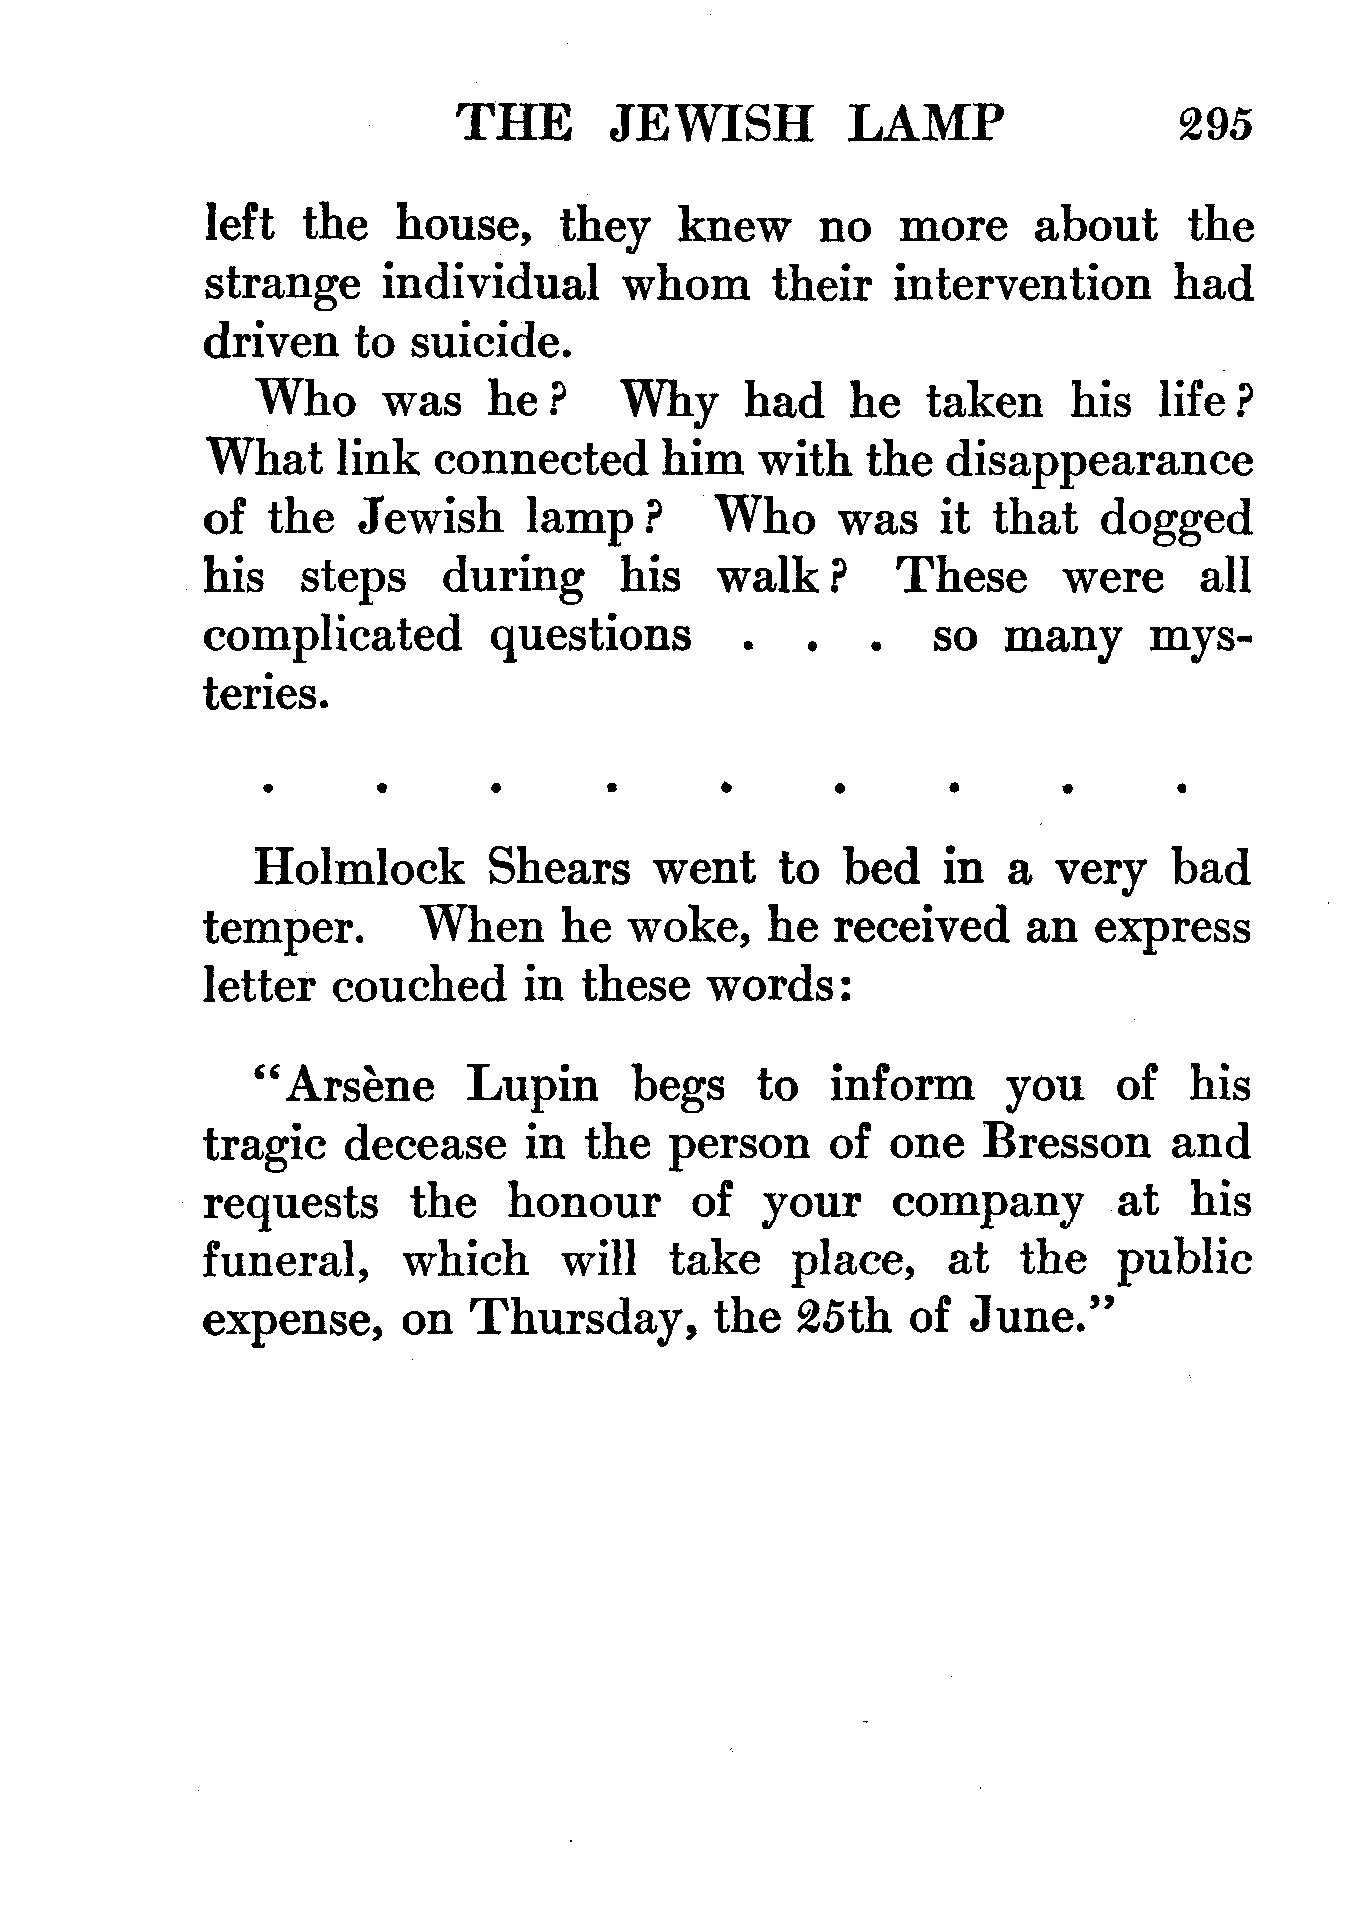 THE JEWISH LAMP 295
left the house, they knew no more about the
strange individual whom their intervention had
driven to suicide.
Who was he? Why had he taken his life?
What link connected him with the disappearance
of the Jewish lamp? Who was it that dogged
his steps during his walk? These were all
complicated questions . . . so many mys-
teries.
. . . . . . . . .
Holmlock Shears went to bed in a very bad
temper. When he woke, he received an express
letter couched in these words:
“Arsène Lupin begs to inform you of his
tragic decease in the person of one Bresson and
requests the honour of your company at his
funeral, which will take place, at the public
expense, on Thursday, the 25th of June.”